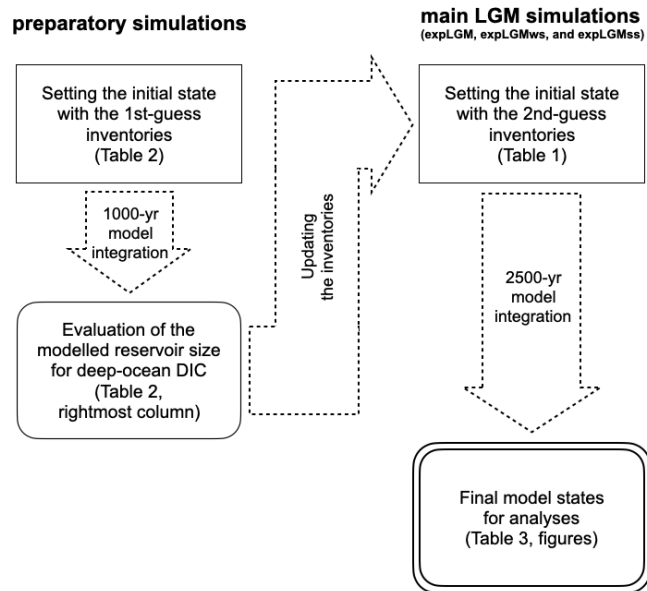 preparatory simulations
Setting the initial state
with the 1st-guess
inventories
(Table 2)
1000-yr
model
integration
Evaluation of the
modelled reservoir size
for deep-ocean DIC
(Table 2,
rightmost column)
Updating
the inventories
main LGM simulations
(expLGM, expLGMws, and expLGMss)
Setting the initial state
with the 2nd-guess
inventories
(Table 1)
2500-yr
model
integration
Final model states
for analyses
(Table 3, figures)